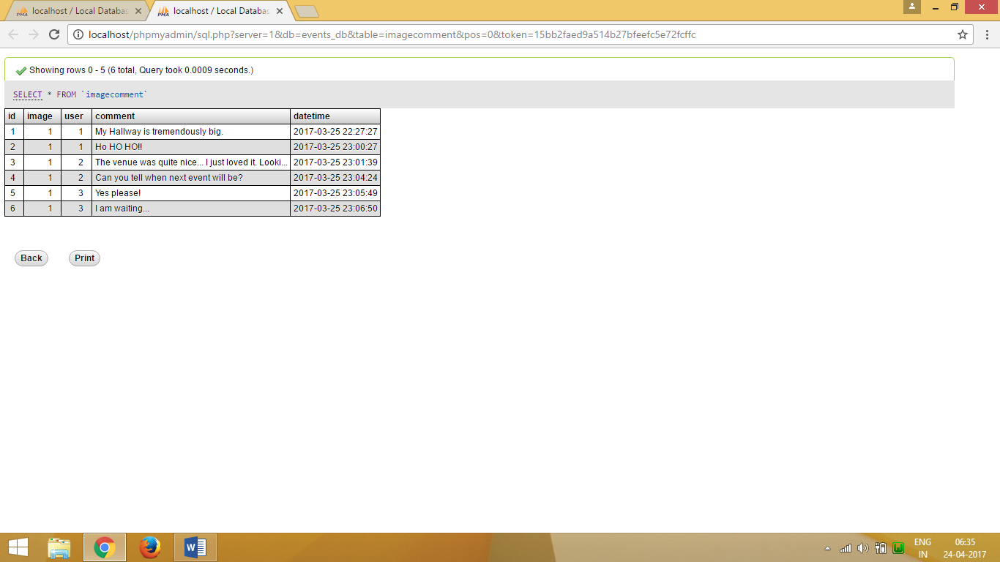 localhost / Local Databas localhost / Local Databas
localhost/phpmyadmin/sql.php?server=1&db=events_db&table=imagecomment&pos=0&token=15bb2faed9a514b27bfeefc5e72fcffc
Showing rows 0 - 5 (6 total, Query took 0.0009 seconds.)
SELECT * FROM `imagecomment`
id image user comment datetime
1 1 1 My Hallway is tremendously big. 2017-03-25 22:27:27
2 1 1 Ho HO HO!! 2017-03-25 23:00:27
3 1 2 The venue was quite nice... I just loved it. Looki... 2017-03-25 23:01:39
4 1 2 Can you tell when next event will be? 2017-03-25 23:04:24
5 1 3 Yes please! 2017-03-25 23:05:49
6 1 3 I am waiting... 2017-03-25 23:06:50
Back Print
ENG 06:35
IN 24-04-2017